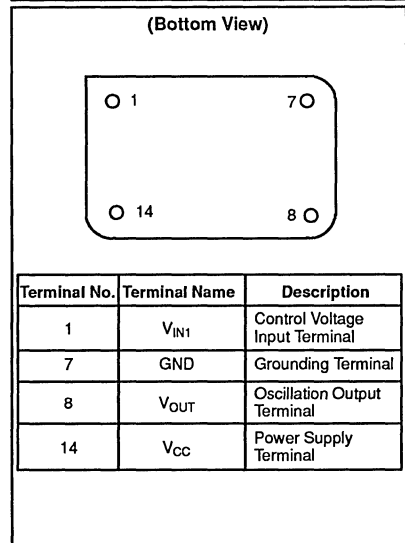 (Bottom View)
1 7
14 8
Terminal No. Terminal Name Description
1 VIN1 Control Voltage
Input Terminal
7 GND Grounding Terminal
8 VOUT Oscillation Output
Terminal
14 VCC Power Supply
Terminal